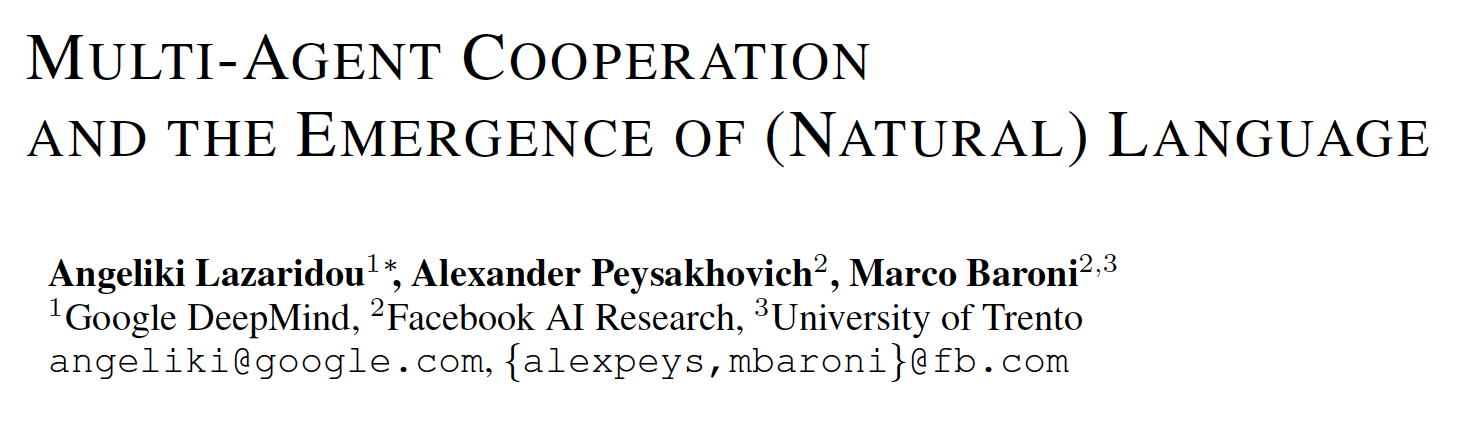 MULTI-AGENT COOPERATION
AND THE EMERGENCE OF (NATURAL) LANGUAGE
Angeliki Lazaridou¹*, Alexander Peysakhovich², Marco Baroni²,³
¹Google DeepMind, ²Facebook AI Research, ³University of Trento
angeliki@google.com, {alexpeys,mbaroni}@fb.com